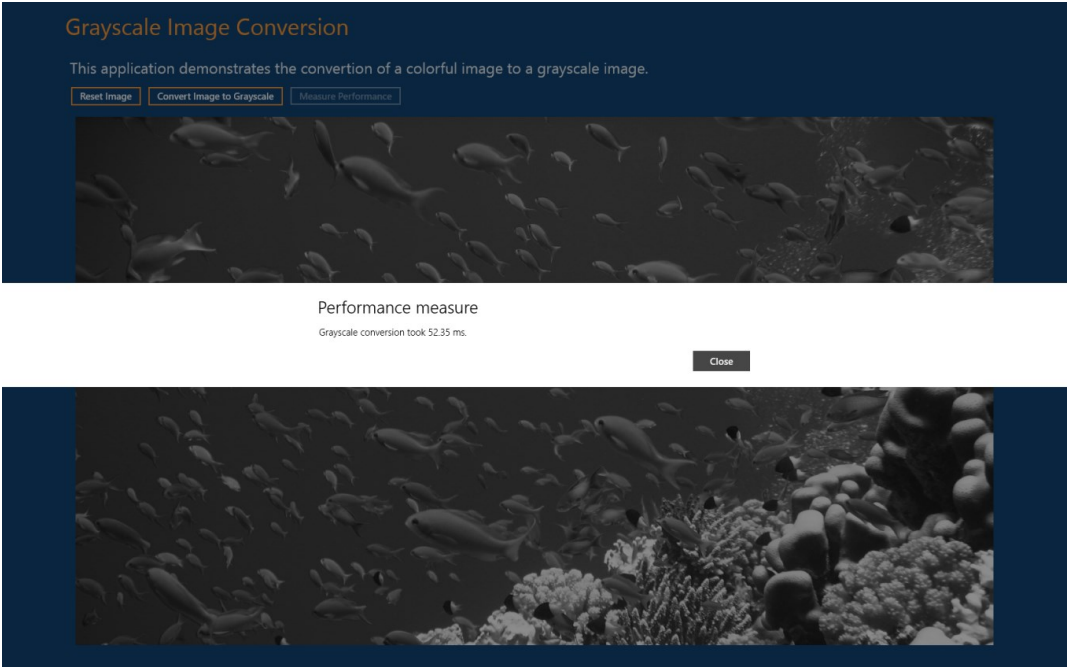 Grayscale Image Conversion
This application demonstrates the convertion of a colorful image to a grayscale image.
Reset Image Convert Image to Grayscale Measure Performance
Performance measure
Grayscale conversion took 52.35 ms.
Close